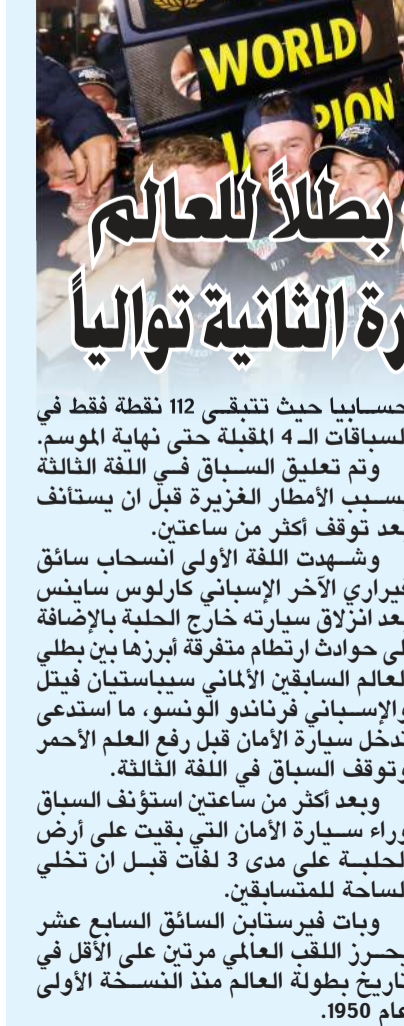 WORLD
بطلاً للعالم
الثانية توالياً
حسابيا حيث تتبقى 112 نقطة فقط في
السباقات الـ 4 المقبلة حتى نهاية الموسم.
وتم تعليق السباق في اللفة الثالثة
بسبب الأمطار الغزيرة قبل ان يستأنف
بعد توقف أكثر من ساعتين.
وشهدت اللفة الأولى انسحاب سائق
فيراري الآخر الإسباني كارلوس ساينس
بعد انزلاق سيارته خارج الحلبة بالإضافة
إلى حوادث ارتطام متفرقة أبرزها بين بطلي
العالم السابقين الألماني سيباستيان فيتل
والإسباني فرناندو الونسو، ما استدعى
تدخل سيارة الأمان قبل رفع العلم الأحمر
وتوقف السباق في اللفة الثالثة.
وبعد أكثر من ساعتين استؤنف السباق
وراء سيارة الأمان التي بقيت على أرض
الحلبة على مدى 3 لفات قبل ان تخلي
الساحة للمتسابقين.
وبات فيرستابن السائق السابع عشر
يحرز اللقب العالمي مرتين على الأقل في
تاريخ بطولة العالم منذ النسخة الأولى
عام 1950.